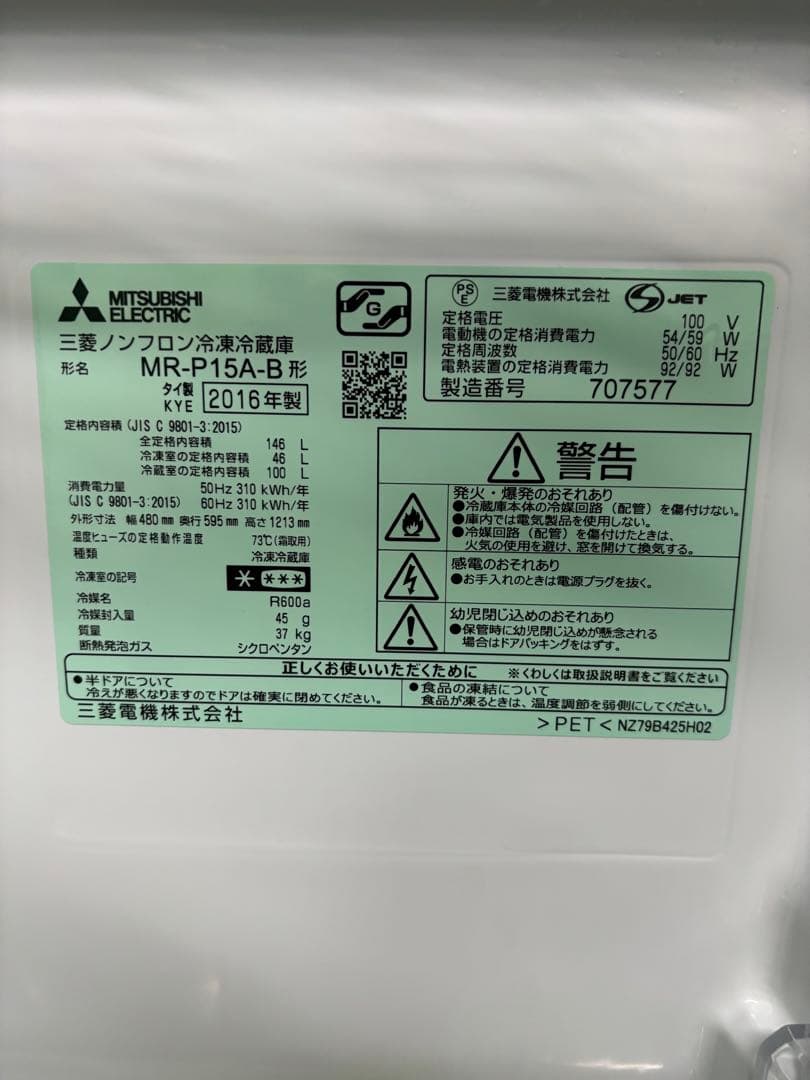 MITSUBISHI
ELECTRIC
三菱ノンフロン冷凍冷蔵庫
形名 MR-P15A-B 形
タイ製
KYE 2016年製
定格内容積 (JIS C 9801-3:2015)
全定格内容積 146 L
冷凍室の定格内容積 46 L
冷蔵室の定格内容積 100 L
消費電力量 50Hz 310 kWh/年
(JIS C 9801-3:2015) 60Hz 310 kWh/年
外形寸法 幅480mm 奥行595mm 高さ1213mm
温度ヒューズの定格動作温度 73℃(霜取用)
種類 冷凍冷蔵庫
冷凍室の記号 * ***
冷媒名 R600a
冷媒封入量 45 g
質量 37 kg
断熱発泡ガス シクロペンタン
G
PS
E 三菱電機株式会社 S JET
定格電圧 100 V
電動機の定格消費電力 54/59 W
定格周波数 50/60 Hz
電熱装置の定格消費電力 92/92 W
製造番号 707577
警告
発火・爆発のおそれあり
●冷蔵庫本体の冷媒回路(配管)を傷付けない。
●庫内では電気製品を使用しない。
●冷媒回路(配管)を傷付けたときは、
火気の使用を避け、窓を開けて換気する。
感電のおそれあり
●お手入れのときは電源プラグを抜く。
幼児閉じ込めのおそれあり
●保管時に幼児閉じ込めが懸念される
場合はドアパッキングをはずす。
正しくお使いいただくために ※くわしくは取扱説明書をご覧ください
●半ドアについて
冷えが悪くなりますのでドアは確実に閉めてください。
●食品の凍結について
食品が凍るときは、温度調節を弱側にしてください。
三菱電機株式会社
>PET< NZ79B425H02